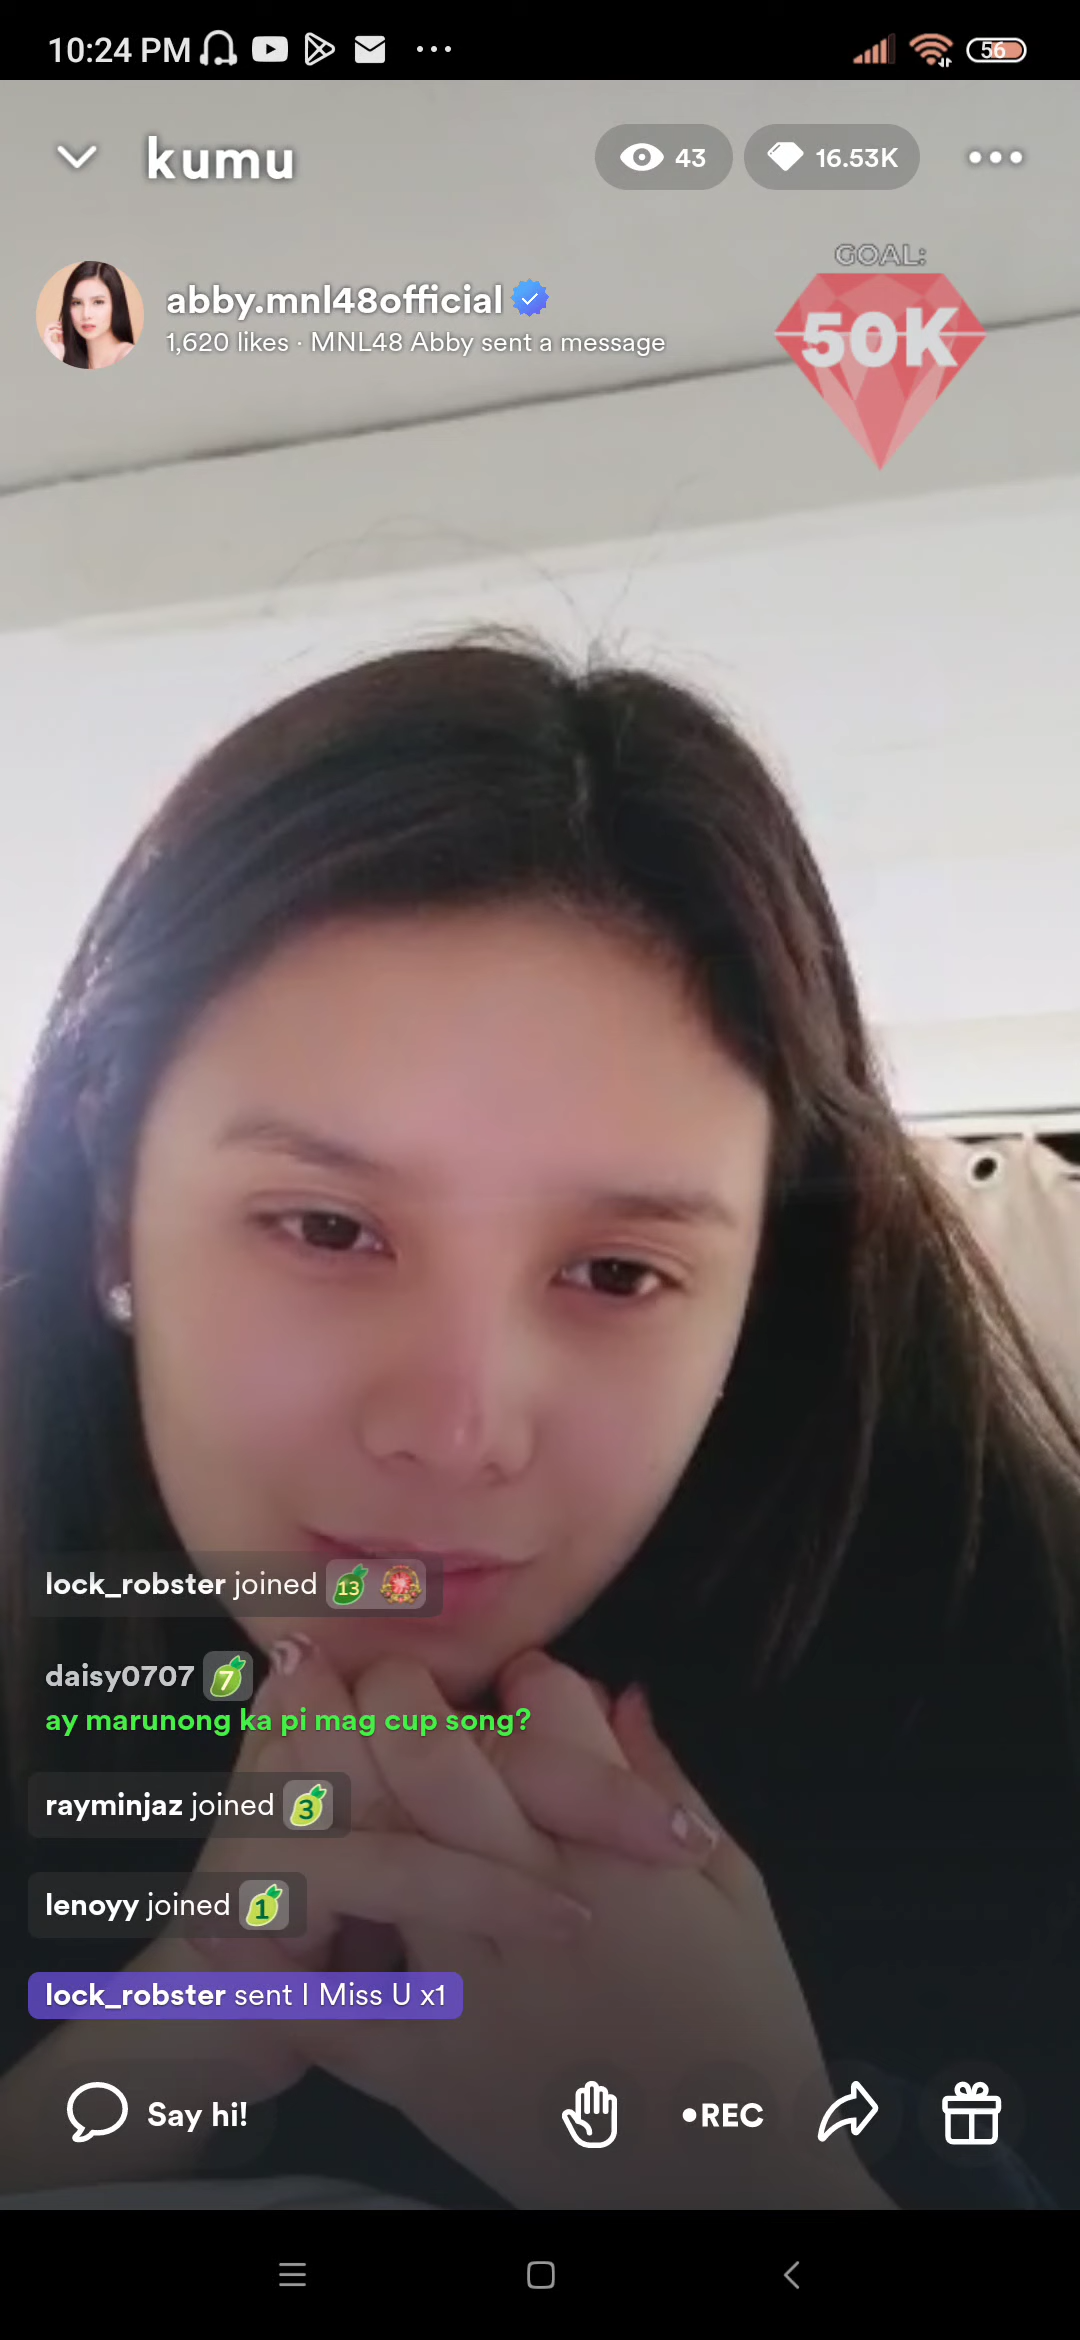 10:24 PM
56
kumu
43
16.53K
GOAL:
50K
abby.mnl48official
1,620 likes · MNL48 Abby sent a message
lock_robster joined 13
daisy0707 7
ay marunong ka pi mag cup song?
rayminjaz joined 3
lenoyy joined 1
lock_robster sent I Miss U x1
Say hi!
•REC